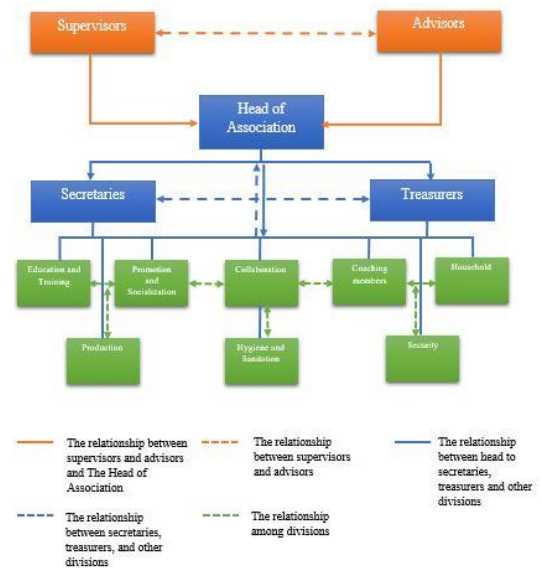 Supervisors
Advisors
Head of
Association
Secretaries
Treasurers
Education and
Training
Promotion
and
Socialization
Collaboration
Coaching
members
Household
Production
Hygiene and
Sanitation
Security
The relationship between
supervisors and advisors
and The Head of
Association
The relationship
between supervisors
and advisors
The relationship
between head to
secretaries,
treasurers and other
divisions
The relationship
between secretaries,
treasurers, and other
divisions
The relationship
among divisions